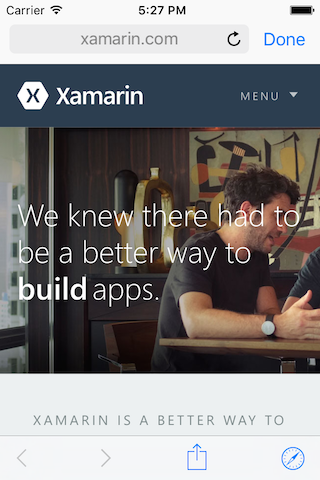 Carrier 5:27 PM
xamarin.com Done
X Xamarin MENU
We knew there had to
be a better way to
build apps.
XAMARIN IS A BETTER WAY TO